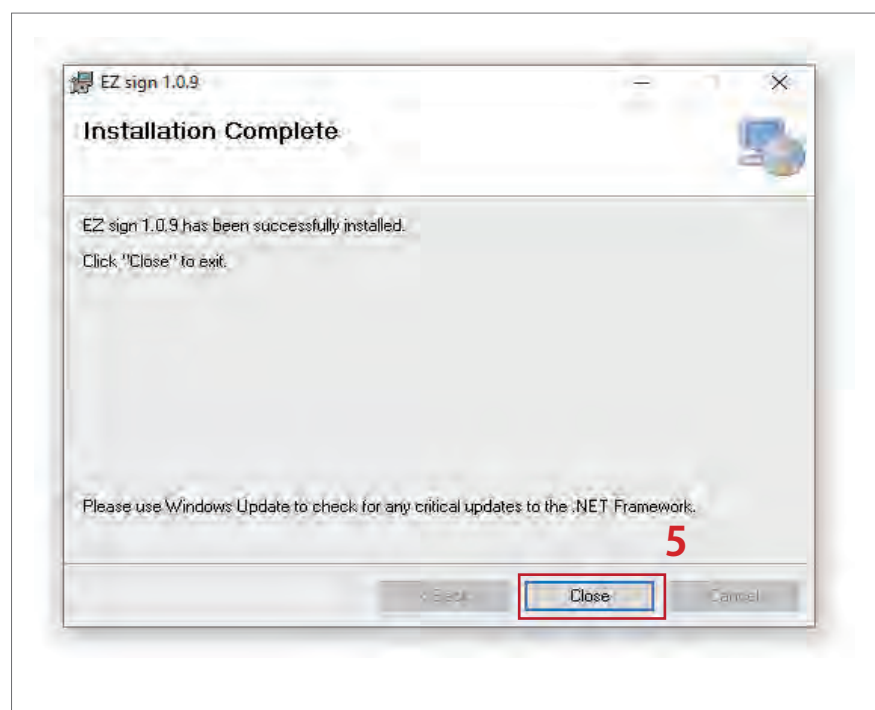 EZ sign 1.0.9
Installation Complete
EZ sign 1.0.9 has been successfully installed.
Click "Close" to exit.
Please use Windows Update to check for any critical updates to the .NET Framework.
5
< Back
Close
Cancel